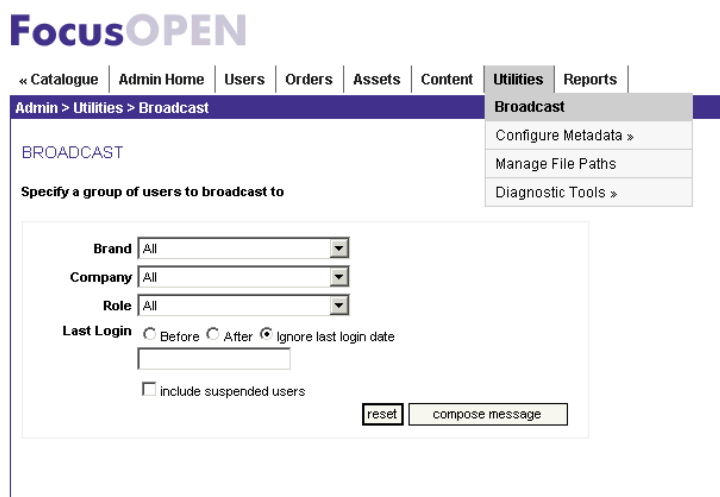 FocusOPEN
« Catalogue Admin Home Users Orders Assets Content Utilities Reports
Admin > Utilities > Broadcast
Broadcast
Configure Metadata »
Manage File Paths
Diagnostic Tools »
BROADCAST
Specify a group of users to broadcast to
Brand All
Company All
Role All
Last Login Before After Ignore last login date
include suspended users
reset compose message